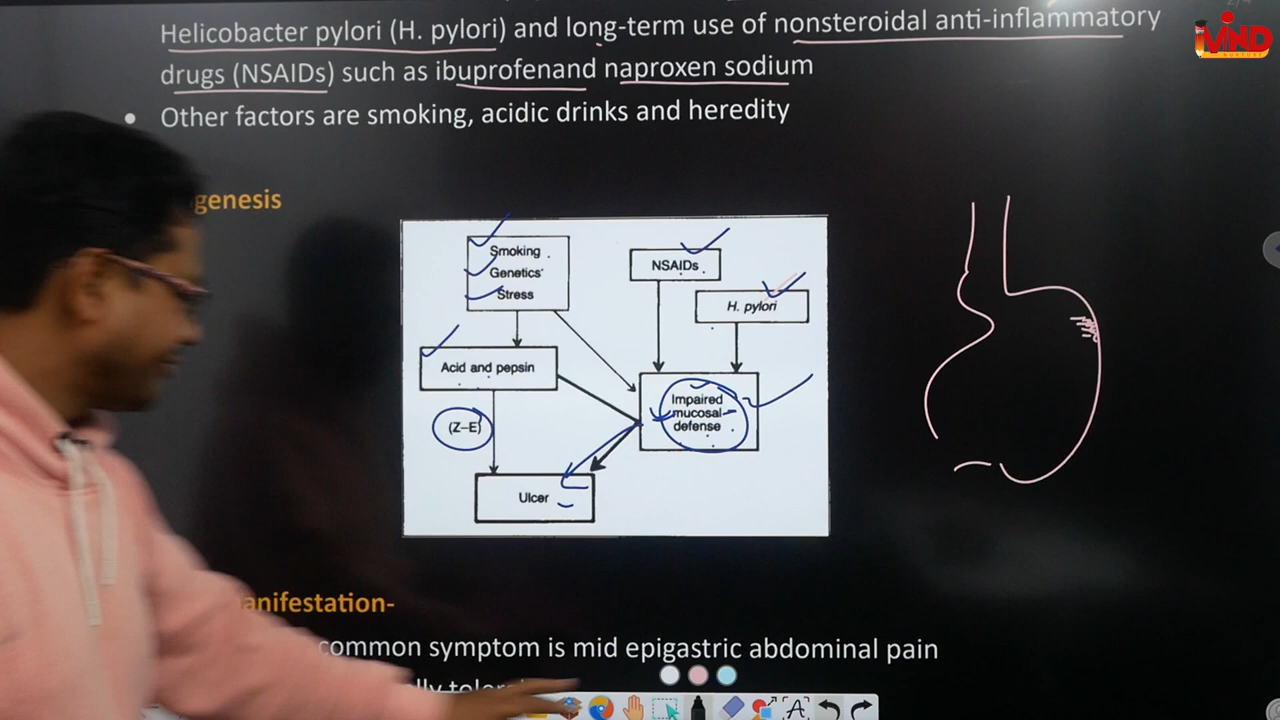 Helicobacter pylori (H. pylori) and long-term use of nonsteroidal anti-inflammatory
drugs (NSAIDs) such as ibuprofenand naproxen sodium
• Other factors are smoking, acidic drinks and heredity
genesis
Smoking
Genetics
Stress
NSAIDs
H. pylori
Acid and pepsin
Impaired
mucosal
defense
(Z–E)
Ulcer
anifestation-
common symptom is mid epigastric abdominal pain
MIND